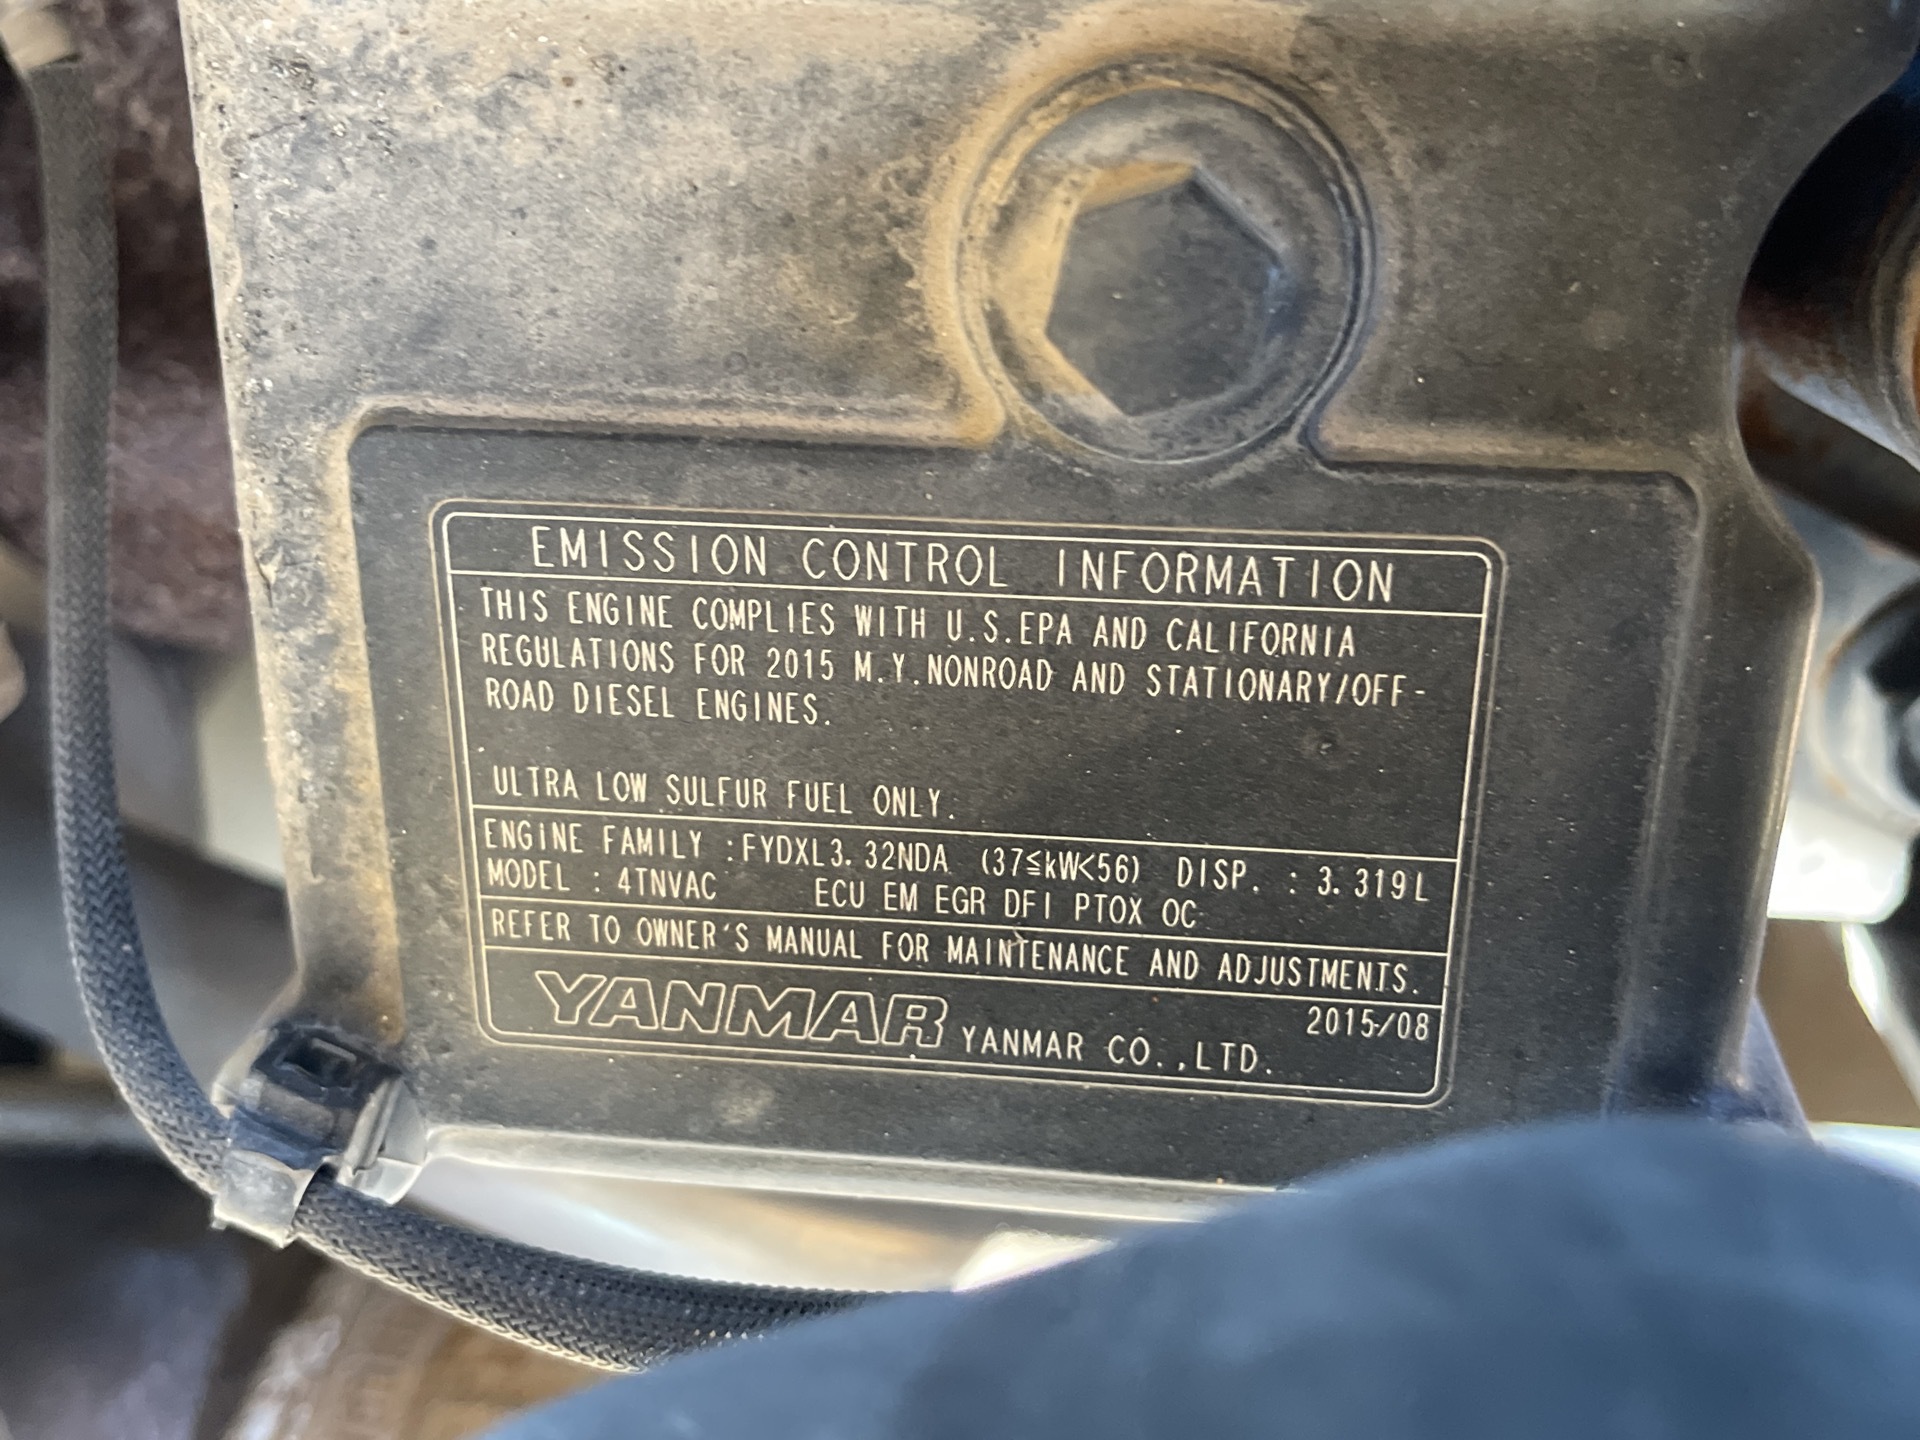 EMISSION CONTROL INFORMATION
THIS ENGINE COMPLIES WITH U.S.EPA AND CALIFORNIA
REGULATIONS FOR 2015 M.Y.NONROAD AND STATIONARY/OFF-
ROAD DIESEL ENGINES.
ULTRA LOW SULFUR FUEL ONLY.
ENGINE FAMILY :FYDXL3.32NDA (37≦kW<56) DISP. : 3.319L
MODEL : 4TNVAC ECU EM EGR DFI PTOX OC
REFER TO OWNER'S MANUAL FOR MAINTENANCE AND ADJUSTMENTS.
YANMAR YANMAR CO.,LTD. 2015/08